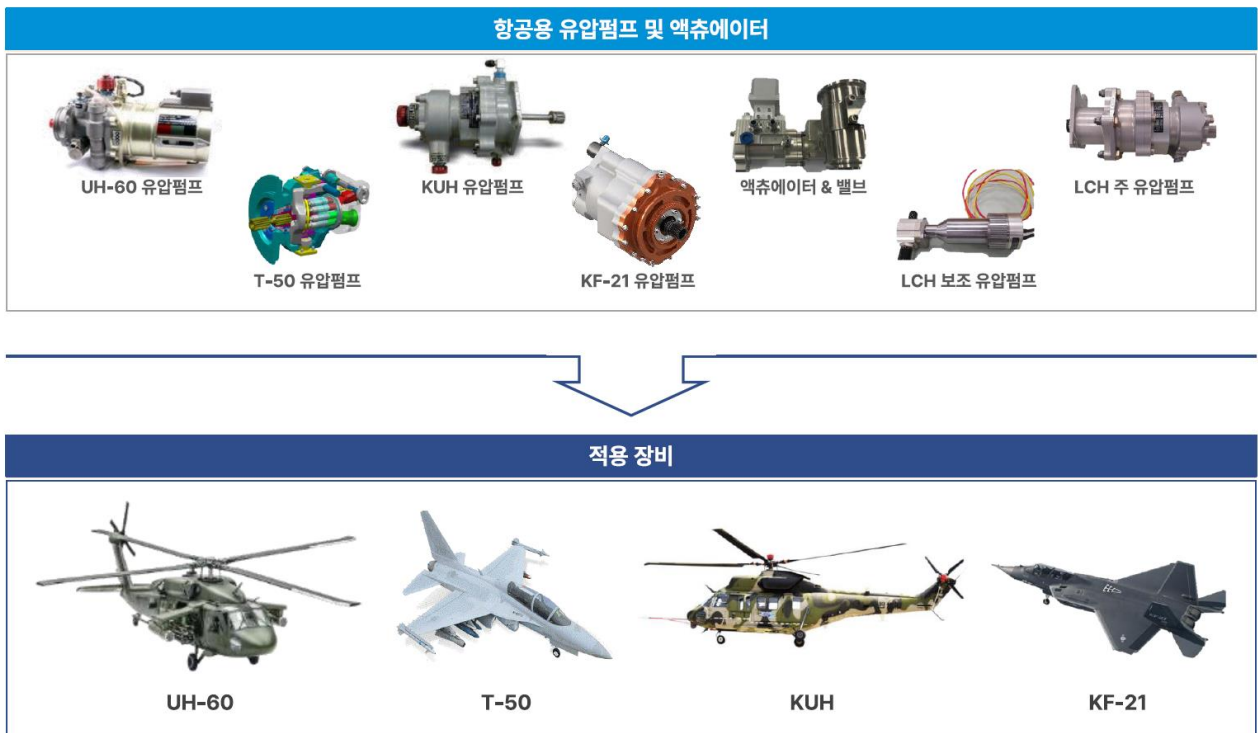 항공용 유압펌프 및 액츄에이터
UH-60 유압펌프
KUH 유압펌프
액츄에이터 & 밸브
LCH 주 유압펌프
T-50 유압펌프
KF-21 유압펌프
LCH 보조 유압펌프
적용 장비
UH-60
T-50
KUH
KF-21